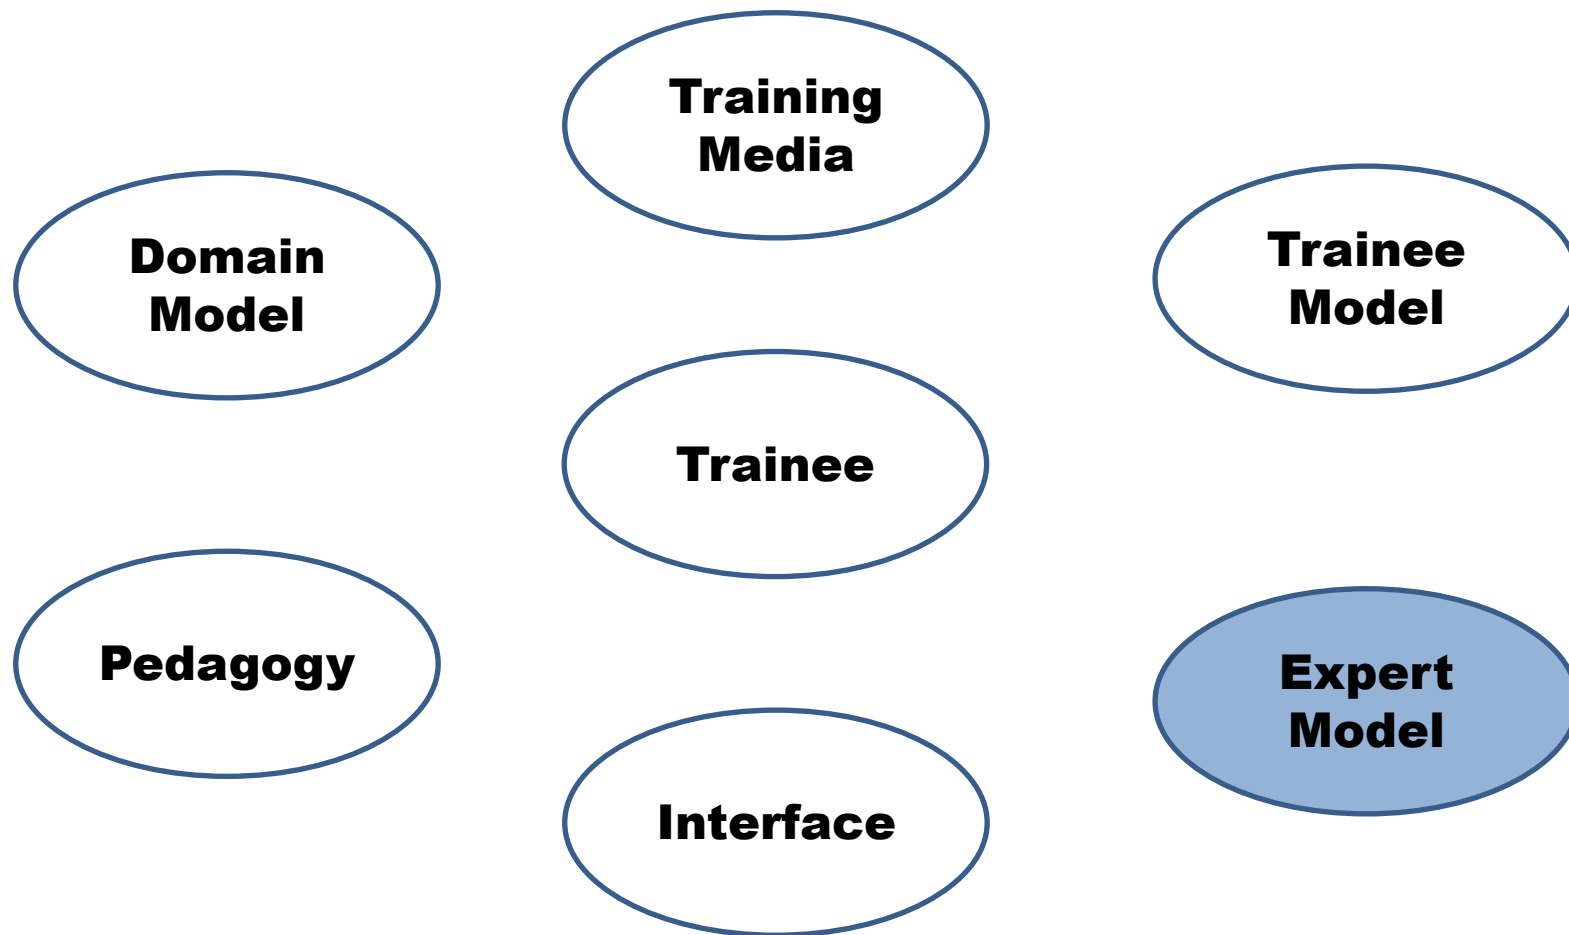 Training
Media
Domain
Model
Trainee
Model
Trainee
Pedagogy
Expert
Model
Interface